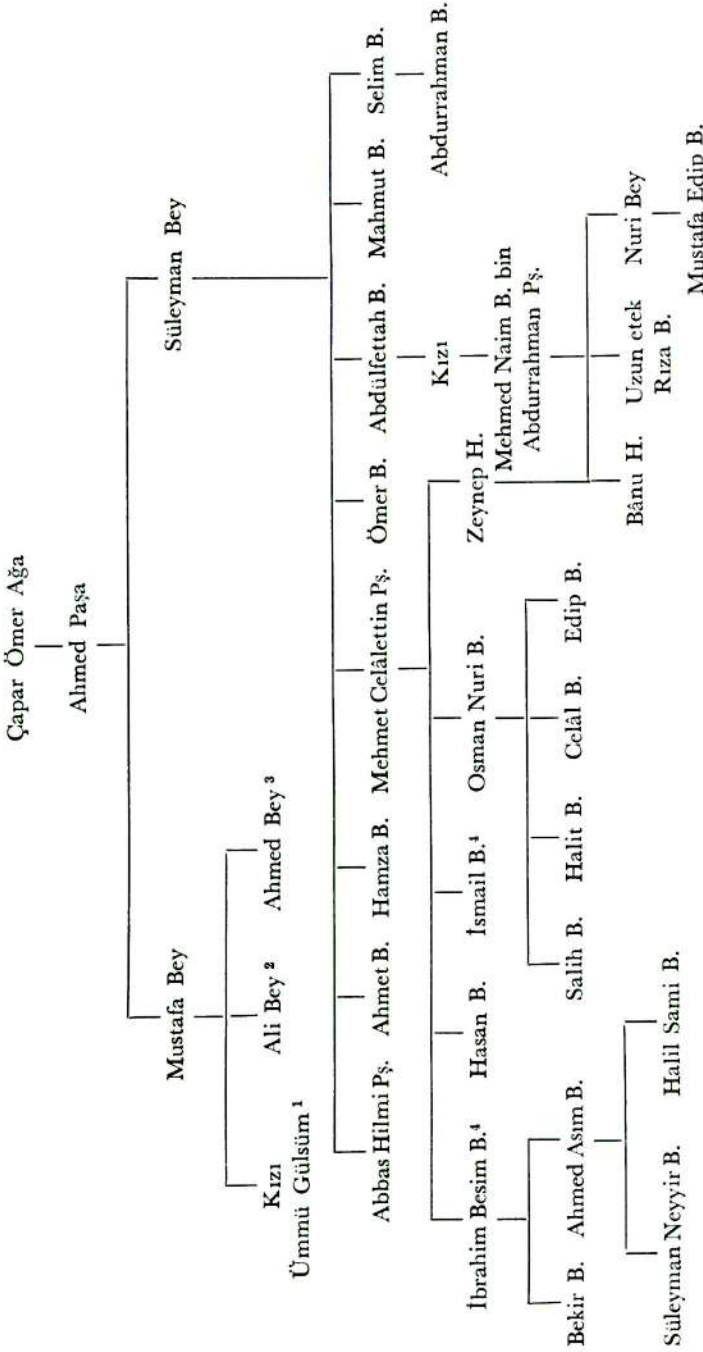 Çapar Ömer Ağa
Ahmed Paşa
Mustafa Bey
Süleyman Bey
Kızı
Ümmü Gülsüm ¹
Ali Bey ²
Ahmed Bey ³
Abbas Hilmi Pş.
Ahmet B.
Hamza B.
Mehmet Celâlettin Pş.
Ömer B.
Abdülfettah B.
Mahmut B.
Selim B.
Kızı
Abdurrahman B.
İbrahim Besim B.⁴
Hasan B.
İsmail B.⁴
Osman Nuri B.
Zeynep H.
Mehmed Naim B. bin
Abdurrahman Pş.
Bekir B.
Ahmed Asım B.
Salih B.
Halit B.
Celâl B.
Edip B.
Bânu H.
Uzun etek
Rıza B.
Nuri Bey
Süleyman Neyyir B.
Halil Sami B.
Mustafa Edip B.